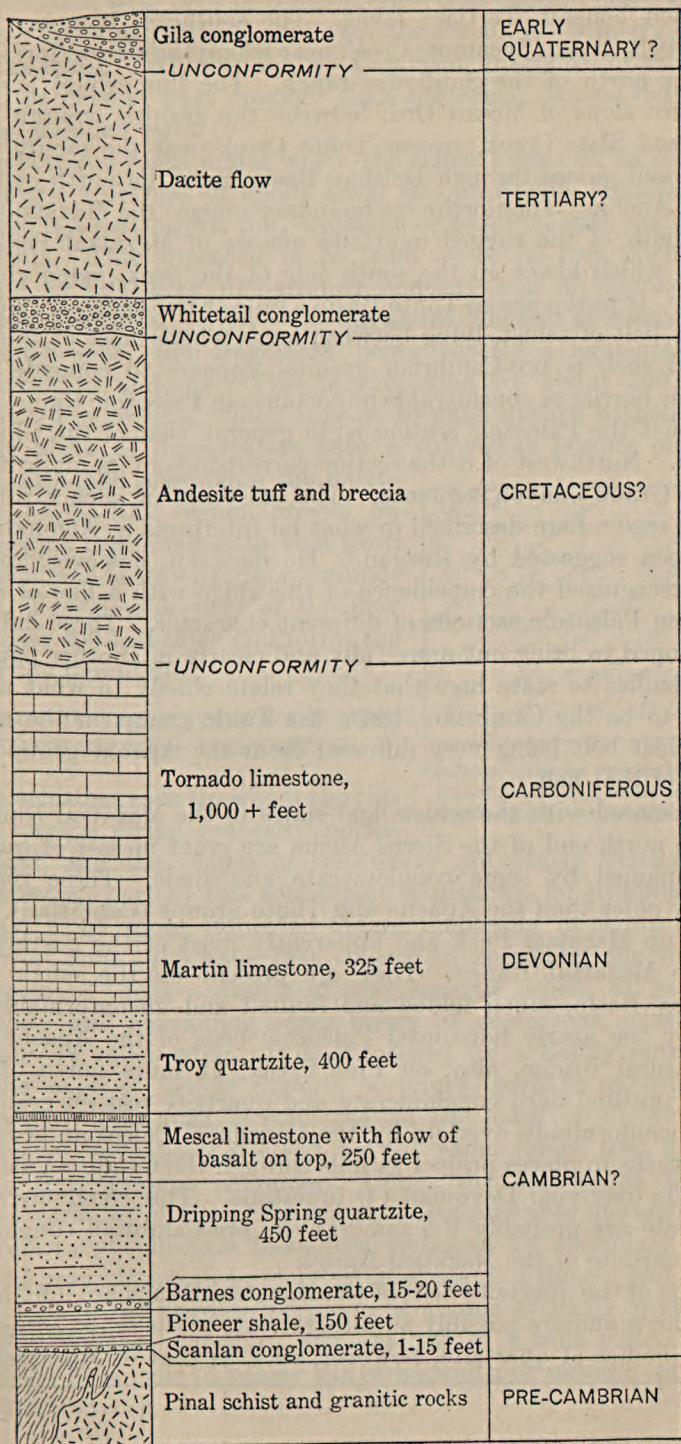 Gila conglomerate
EARLY
QUATERNARY ?
UNCONFORMITY
Dacite flow
TERTIARY?
Whitetail conglomerate
UNCONFORMITY
Andesite tuff and breccia
CRETACEOUS?
UNCONFORMITY
Tornado limestone,
1,000 + feet
CARBONIFEROUS
Martin limestone, 325 feet
DEVONIAN
Troy quartzite, 400 feet
Mescal limestone with flow of
basalt on top, 250 feet
CAMBRIAN?
Dripping Spring quartzite,
450 feet
Barnes conglomerate, 15-20 feet
Pioneer shale, 150 feet
Scanlan conglomerate, 1-15 feet
Pinal schist and granitic rocks
PRE-CAMBRIAN